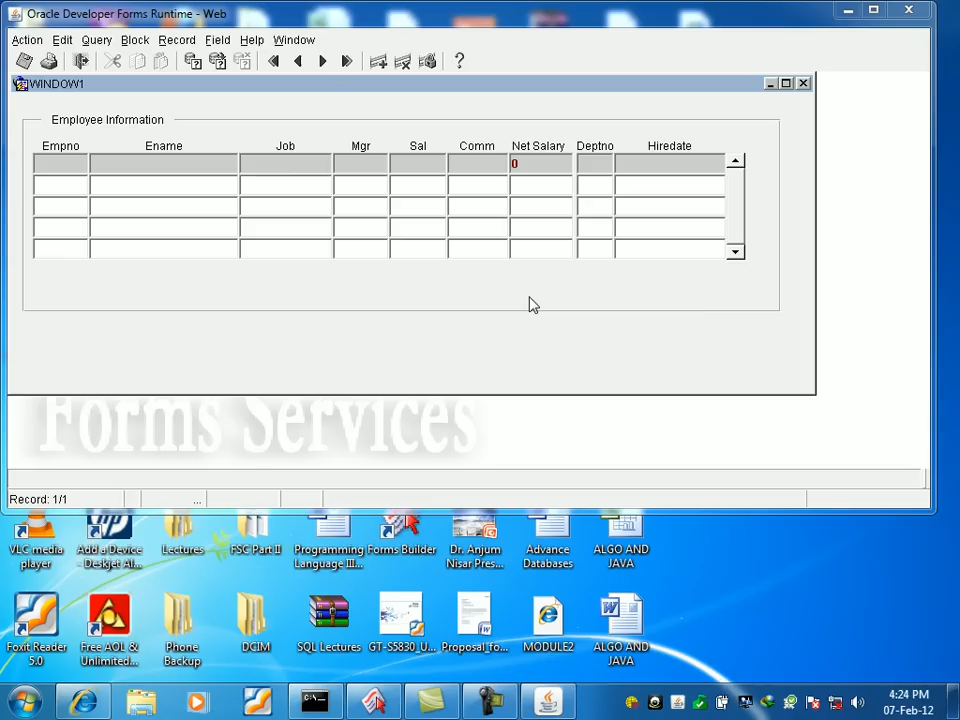 Oracle Developer Forms Runtime - Web
Action Edit Query Block Record Field Help Window
WINDOW1
Employee Information
Empno Ename Job Mgr Sal Comm Net Salary Deptno Hiredate
0
Forms Services
Record: 1/1 ...
VLC media player
Add a Device - Deskjet Al...
Lectures
FSC Part II
Programming Language III...
Forms Builder
Dr. Anjum Nisar Pres...
Advance Databases
ALGO AND JAVA
Foxit Reader 5.0
Free AOL & Unlimited...
Phone Backup
DCIM
SQL Lectures
GT-S5830_U...
Proposal_fo...
MODULE2
ALGO AND JAVA
4:24 PM
07-Feb-12